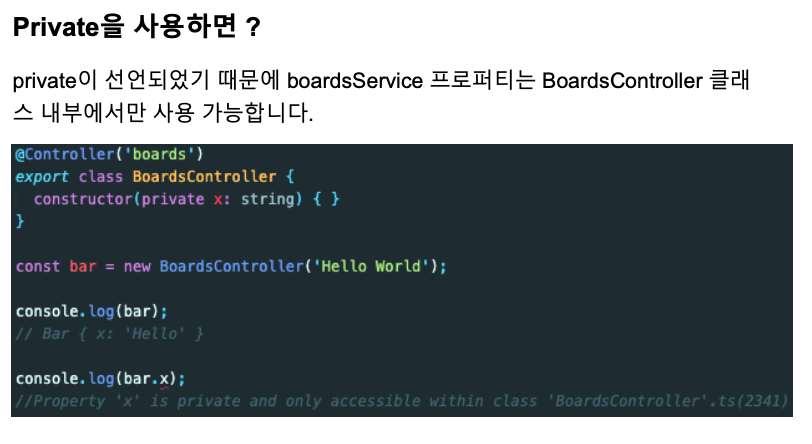 Private을 사용하면 ?
private이 선언되었기 때문에 boardsService 프로퍼티는 BoardsController 클래
스 내부에서만 사용 가능합니다.
@Controller('boards')
export class BoardsController {
  constructor(private x: string) { }
}
const bar = new BoardsController('Hello World');
console.log(bar);
// Bar { x: 'Hello' }
console.log(bar.x);
//Property 'x' is private and only accessible within class 'BoardsController'.ts(2341)